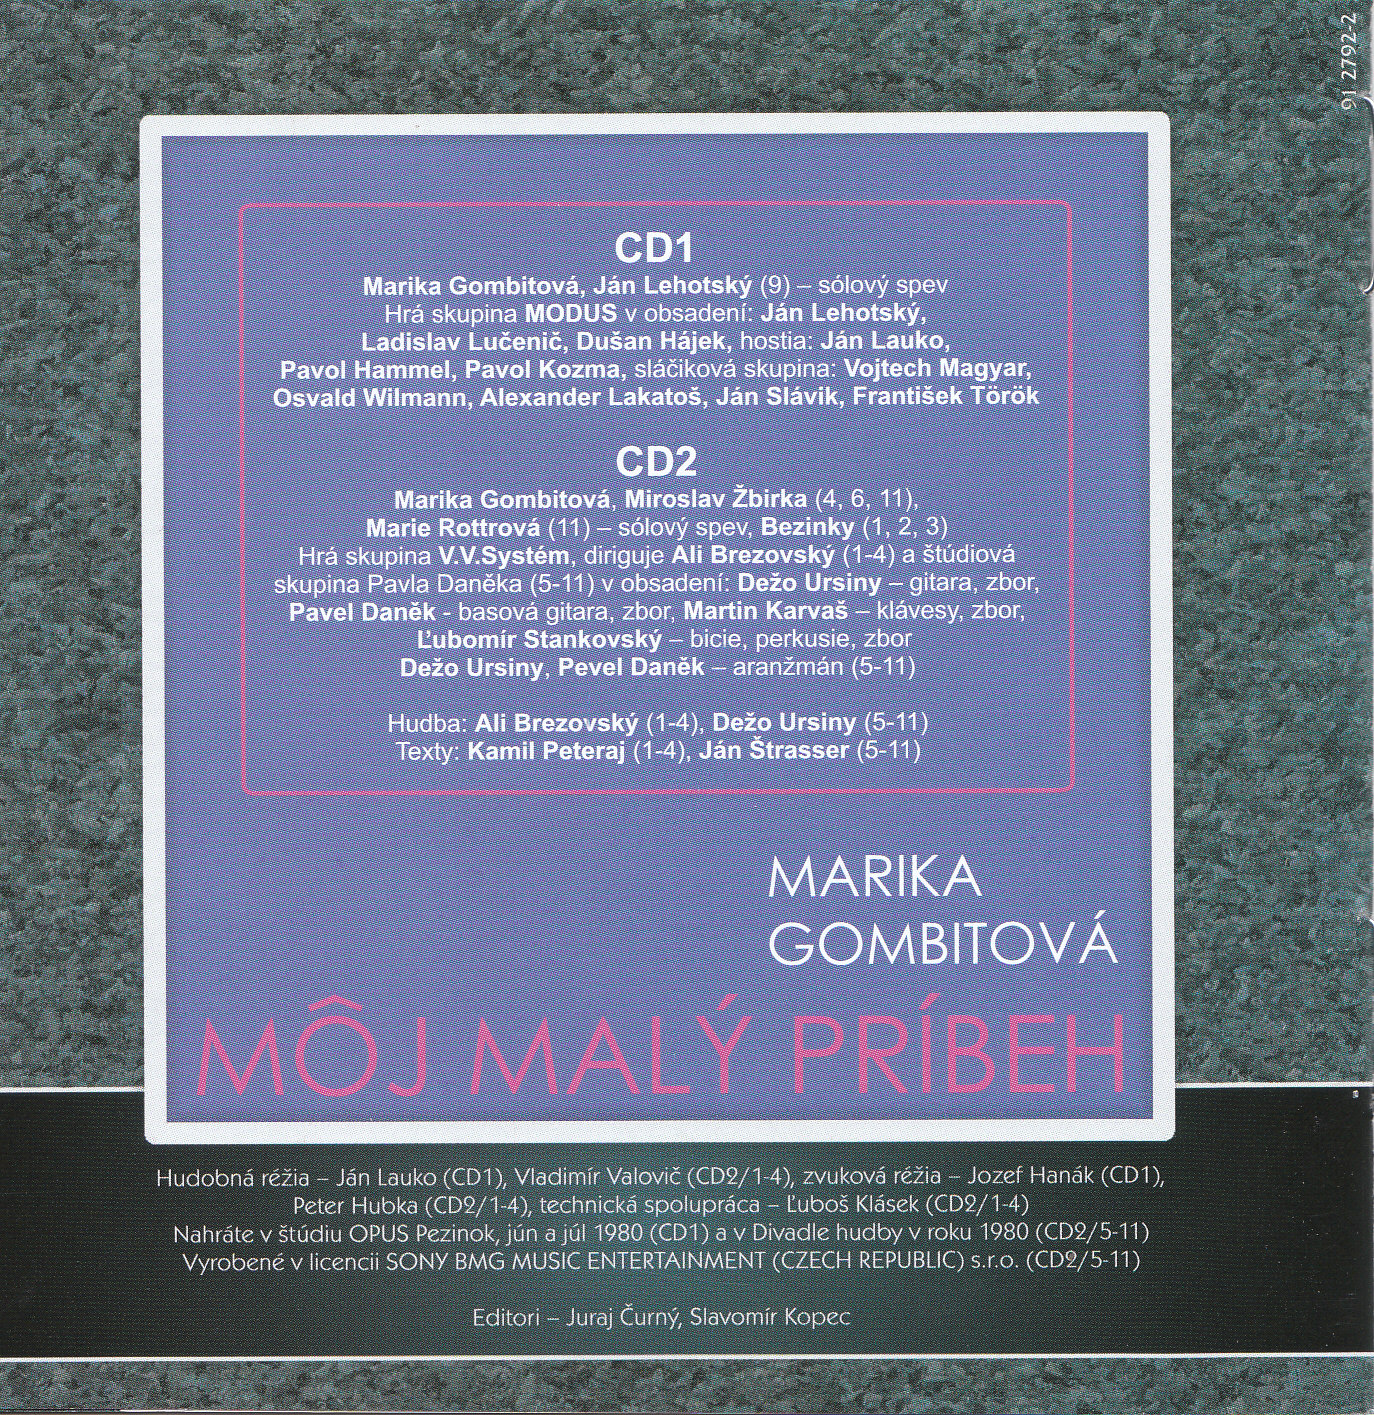 91 2792-2
CD1
Marika Gombitová, Ján Lehotský (9) – sólový spev
Hrá skupina MODUS v obsadení: Ján Lehotský,
Ladislav Lučenič, Dušan Hájek, hostia: Ján Lauko,
Pavol Hammel, Pavol Kozma, sláčiková skupina: Vojtech Magyar,
Osvald Wilmann, Alexander Lakatoš, Ján Slávik, František Török
CD2
Marika Gombitová, Miroslav Žbirka (4, 6, 11),
Marie Rottrová (11) – sólový spev, Bezinky (1, 2, 3)
Hrá skupina V.V.Systém, diriguje Ali Brezovský (1-4) a štúdiová
skupina Pavla Daněka (5-11) v obsadení: Dežo Ursiny – gitara, zbor,
Pavel Daněk - basová gitara, zbor, Martin Karvaš – klávesy, zbor,
Ľubomír Stankovský – bicie, perkusie, zbor
Dežo Ursiny, Pevel Daněk – aranžmán (5-11)
Hudba: Ali Brezovský (1-4), Dežo Ursiny (5-11)
Texty: Kamil Peteraj (1-4), Ján Štrasser (5-11)
MARIKA
GOMBITOVÁ
MÔJ MALÝ PRÍBEH
Hudobná réžia – Ján Lauko (CD1), Vladimír Valovič (CD2/1-4), zvuková réžia – Jozef Hanák (CD1),
Peter Hubka (CD2/1-4), technická spolupráca – Ľuboš Klásek (CD2/1-4)
Nahráte v štúdiu OPUS Pezinok, jún a júl 1980 (CD1) a v Divadle hudby v roku 1980 (CD2/5-11)
Vyrobené v licencii SONY BMG MUSIC ENTERTAINMENT (CZECH REPUBLIC) s.r.o. (CD2/5-11)
Editori – Juraj Čurný, Slavomír Kopec